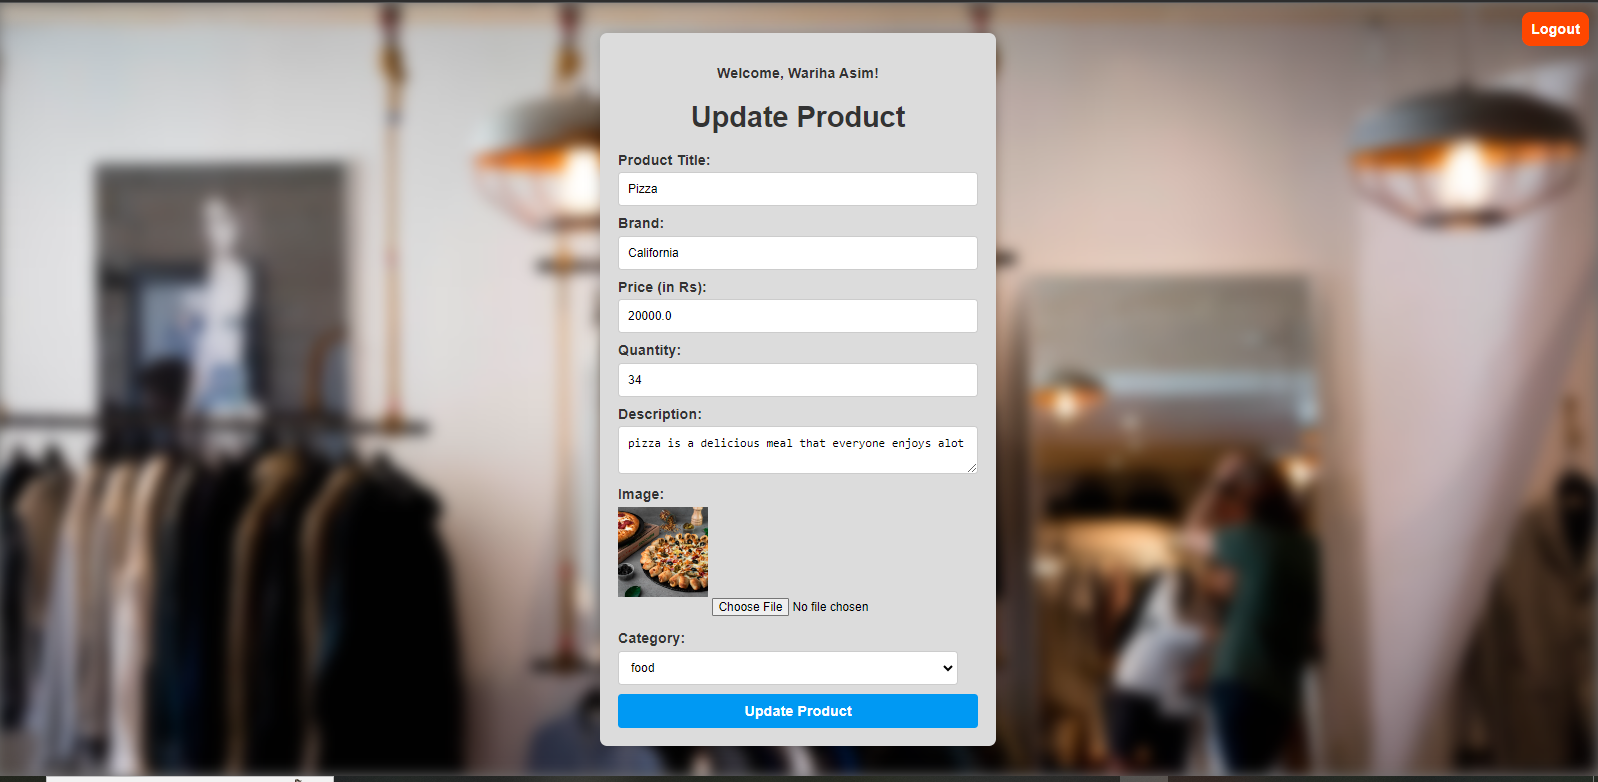 Logout
Welcome, Wariha Asim!
Update Product
Product Title:
Pizza
Brand:
California
Price (in Rs):
20000.0
Quantity:
34
Description:
pizza is a delicious meal that everyone enjoys alot
Image:
Choose File No file chosen
Category:
food
Update Product